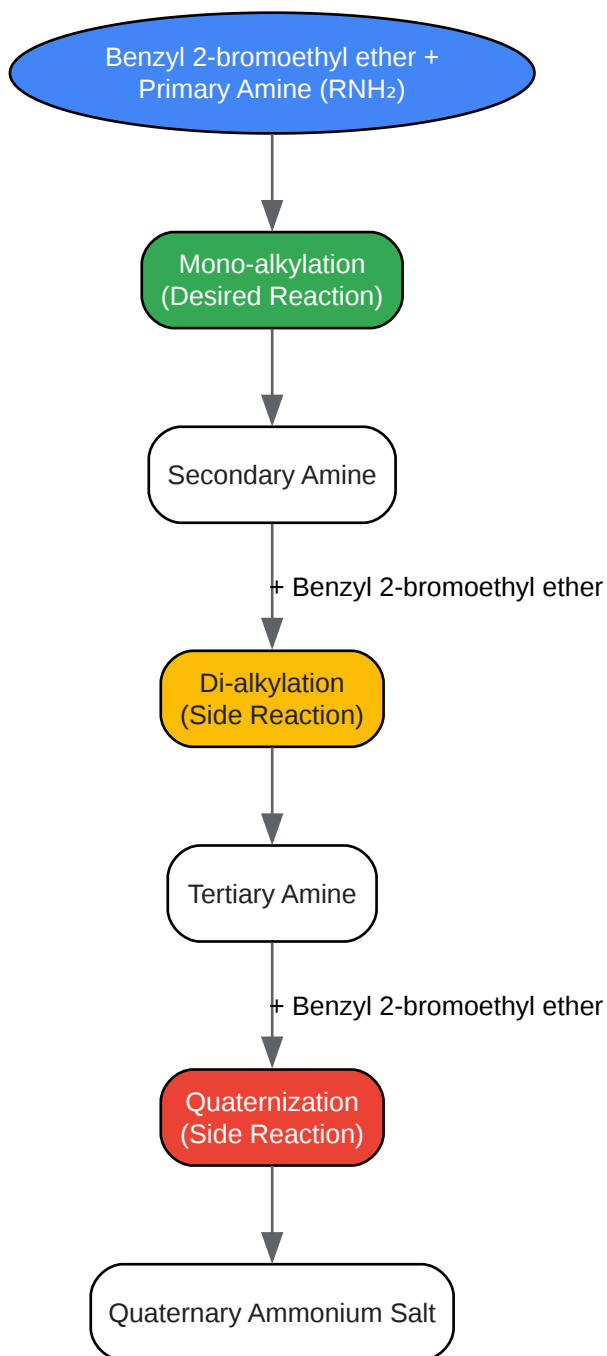 Benzyl 2-bromoethyl ether +
Primary Amine (RNH₂)
Mono-alkylation
(Desired Reaction)
Secondary Amine
+ Benzyl 2-bromoethyl ether
Di-alkylation
(Side Reaction)
Tertiary Amine
+ Benzyl 2-bromoethyl ether
Quaternization
(Side Reaction)
Quaternary Ammonium Salt